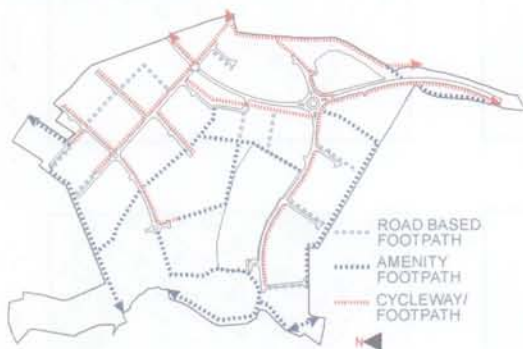 ROAD BASED
FOOTPATH
AMENITY
FOOTPATH
CYCLEWAY/
FOOTPATH
N